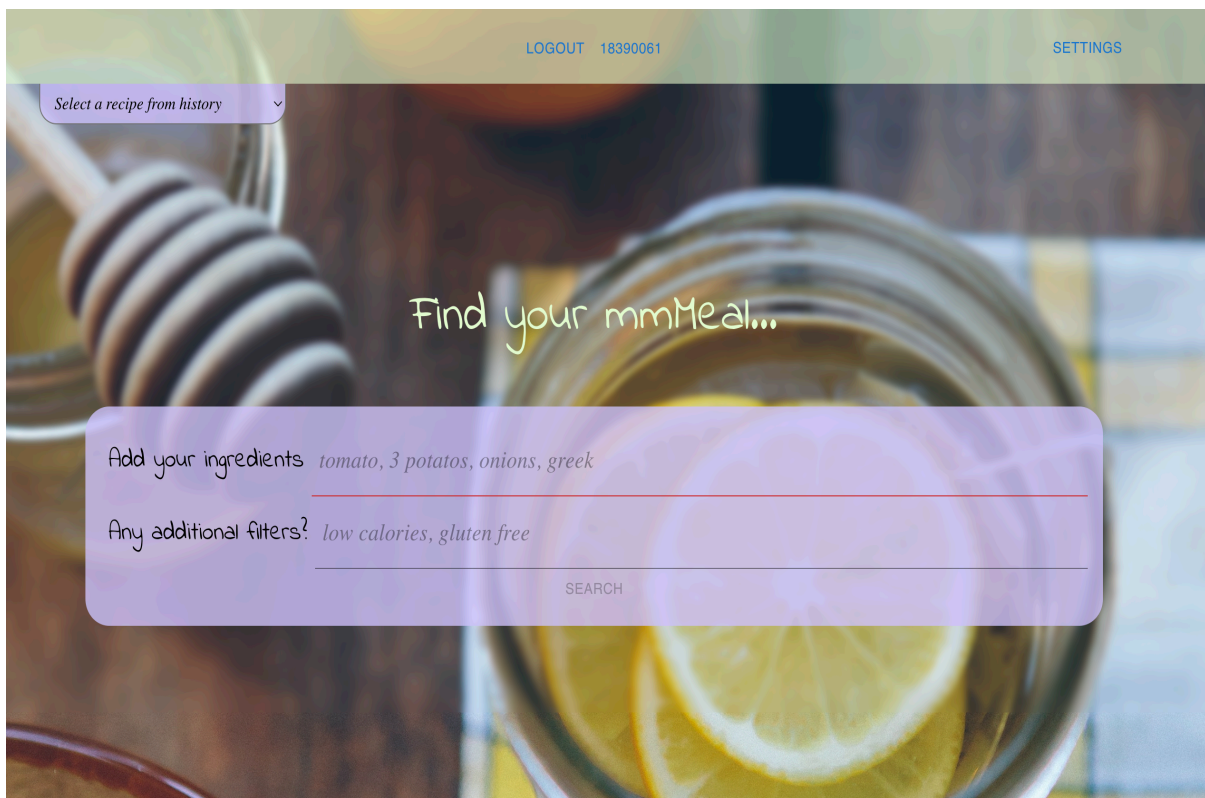 LOGOUT 18390061 SETTINGS
Select a recipe from history
Find your mmMeal...
Add your ingredients tomato, 3 potatos, onions, greek
Any additional filters? low calories, gluten free
SEARCH